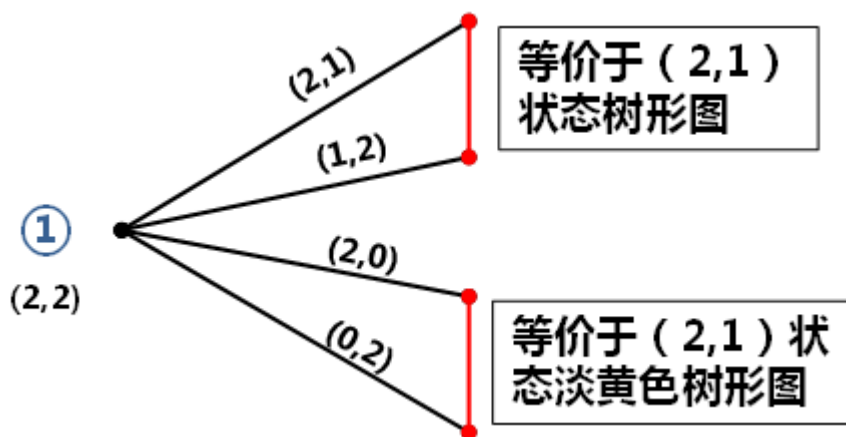 (2,1)
等价于（2,1）
状态树形图
(1,2)
①
(2,2)
(2,0)
(0,2)
等价于（2,1）状
态淡黄色树形图